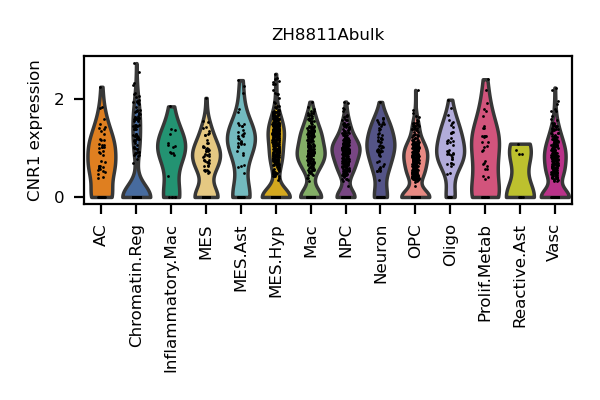 ZH8811Abulk
CNR1 expression
2
0
AC
Chromatin.Reg
Inflammatory.Mac
MES
MES.Ast
MES.Hyp
Mac
NPC
Neuron
OPC
Oligo
Prolif.Metab
Reactive.Ast
Vasc